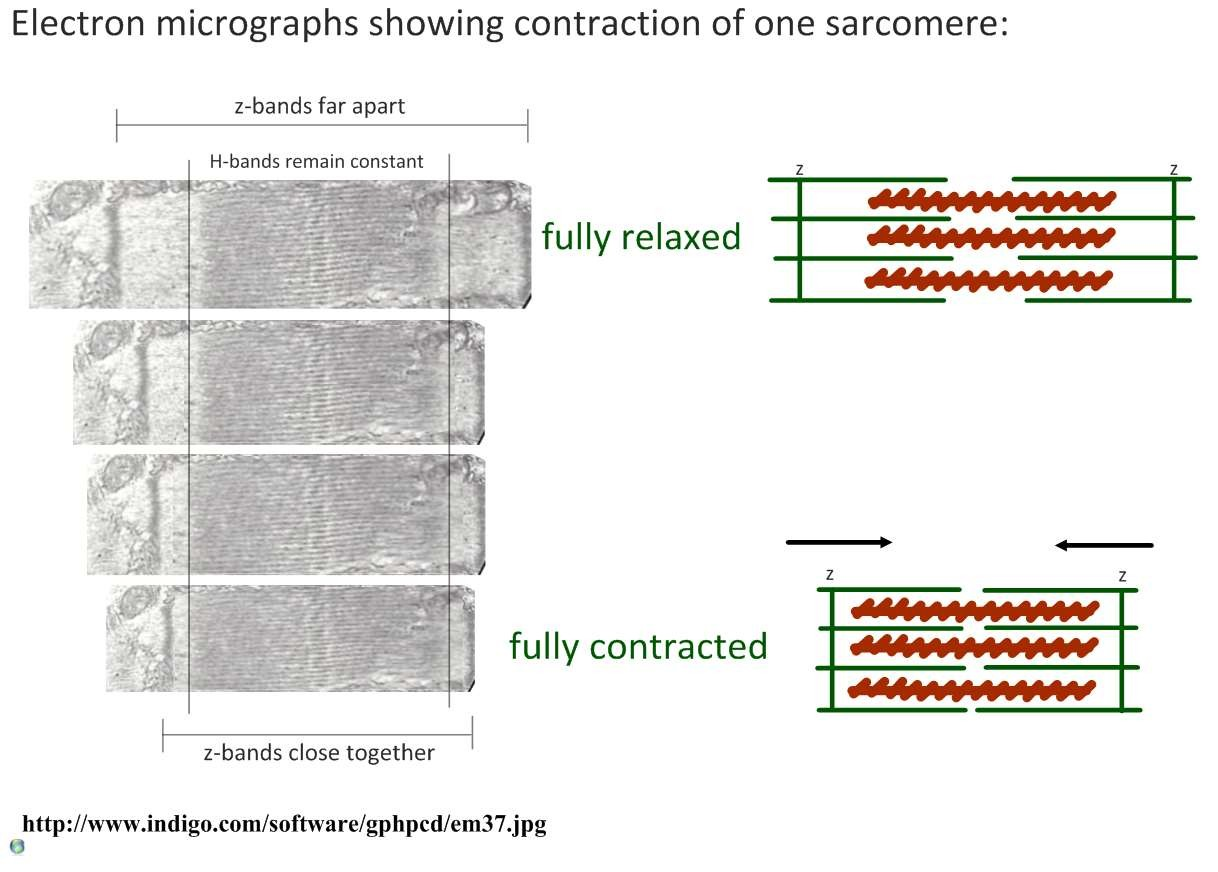 Electron micrographs showing contraction of one sarcomere:
z-bands far apart
H-bands remain constant
z z
fully relaxed
z z
fully contracted
z-bands close together
http://www.indigo.com/software/gphpcd/em37.jpg